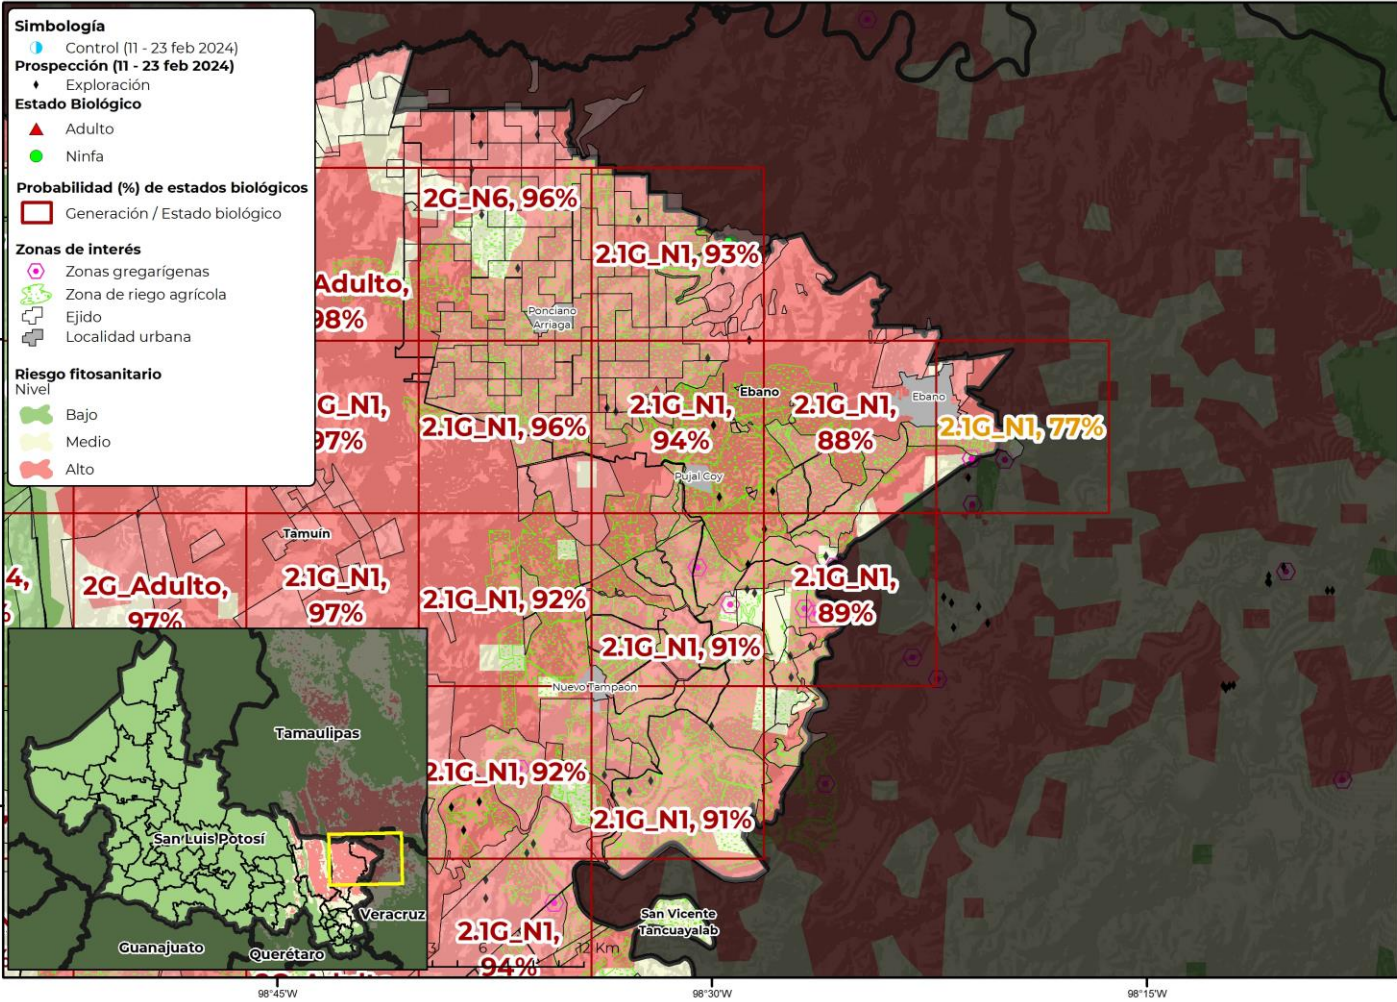 Simbología
Control (11 - 23 feb 2024)
Prospección (11 - 23 feb 2024)
Exploración
Estado Biológico
Adulto
Ninfa
Probabilidad (%) de estados biológicos
Generación / Estado biológico
Zonas de interés
Zonas gregarígenas
Zona de riego agrícola
Ejido
Localidad urbana
Riesgo fitosanitario
Nivel
Bajo
Medio
Alto
2G_N6, 96%
2.1G_N1, 93%
Adulto,
98%
Ponciano
Arriaga
G_N1,
97%
2.1G_N1, 96%
2.1G_N1,
94%
Ebano
2.1G_N1,
88%
Ebano
2.1G_N1, 77%
Pujal Coy
Tamuín
4,
%
2G_Adulto,
97%
2.1G_N1,
97%
2.1G_N1, 92%
2.1G_N1,
89%
2.1G_N1, 91%
Nuevo Tampaón
2.1G_N1, 92%
2.1G_N1, 91%
2.1G_N1,
94%
San Vicente
Tancuayalab
Tamaulipas
San Luis Potosí
Veracruz
Guanajuato
Querétaro
3 6 12 Km
98°45'W
98°30'W
98°15'W